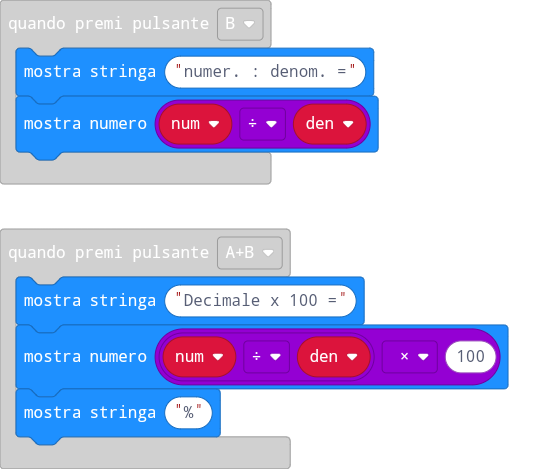 quando premi pulsante B
mostra stringa "numer. : denom. ="
mostra numero num ÷ den
quando premi pulsante A+B
mostra stringa "Decimale x 100 ="
mostra numero num ÷ den × 100
mostra stringa "%"